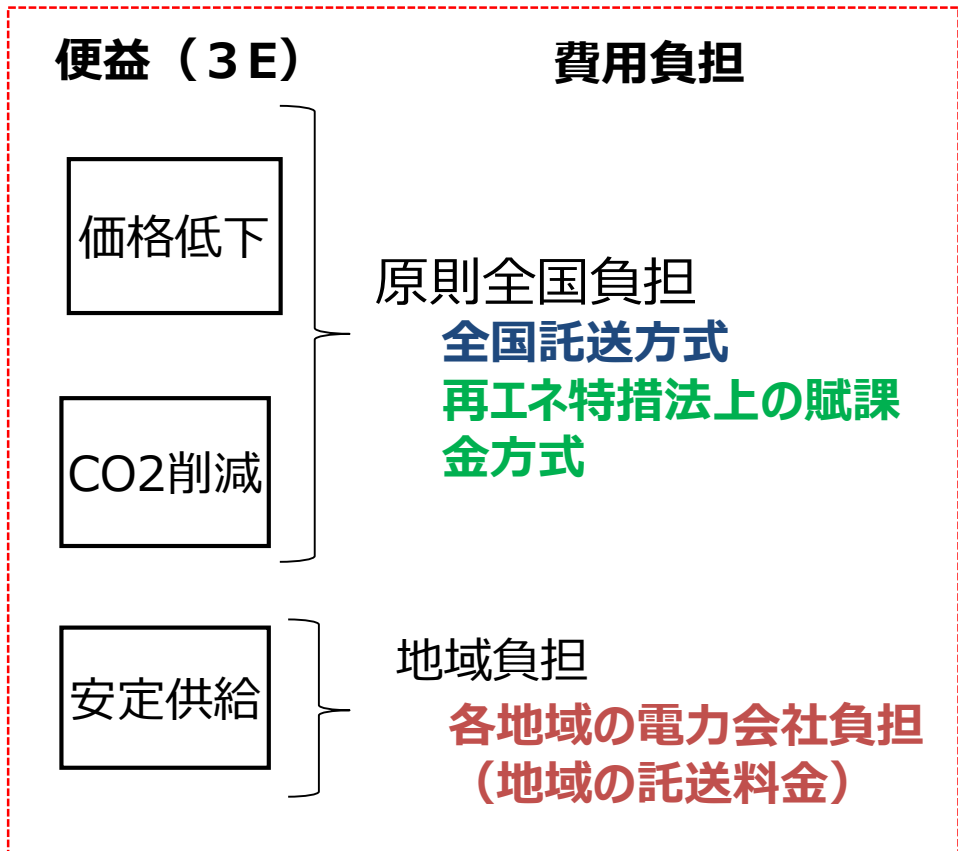 便益（３E）
費用負担
価格低下
原則全国負担
全国託送方式
再エネ特措法上の賦課
金方式
CO2削減
安定供給
地域負担
各地域の電力会社負担
（地域の託送料金）